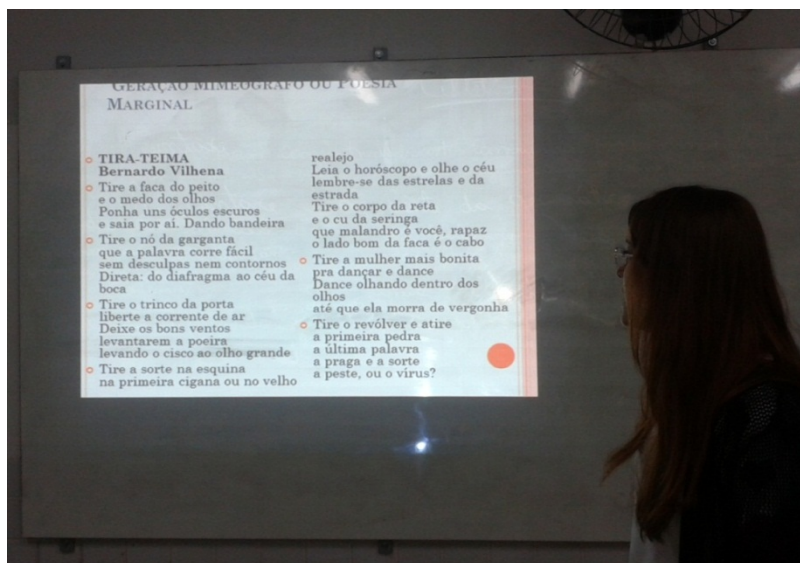 GERAÇÃO MIMEÓGRAFO OU POESIA
MARGINAL
TIRA-TEIMA
Bernardo Vilhena
Tire a faca do peito
e o medo dos olhos
Ponha uns óculos escuros
e saia por aí. Dando bandeira
Tire o nó da garganta
que a palavra corre fácil
sem desculpas nem contornos
Direta: do diafragma ao céu da
boca
Tire o trinco da porta
liberte a corrente de ar
Deixe os bons ventos
levantarem a poeira
levando o cisco ao olho grande
Tire a sorte na esquina
na primeira cigana ou no velho
realejo
Leia o horóscopo e olhe o céu
lembre-se das estrelas e da
estrada
Tire o corpo da reta
e o cu da seringa
que malandro é você, rapaz
o lado bom da faca é o cabo
Tire a mulher mais bonita
pra dançar e dance
Dance olhando dentro dos
olhos
até que ela morra de vergonha
Tire o revólver e atire
a primeira pedra
a última palavra
a praga e a sorte
a peste, ou o vírus?